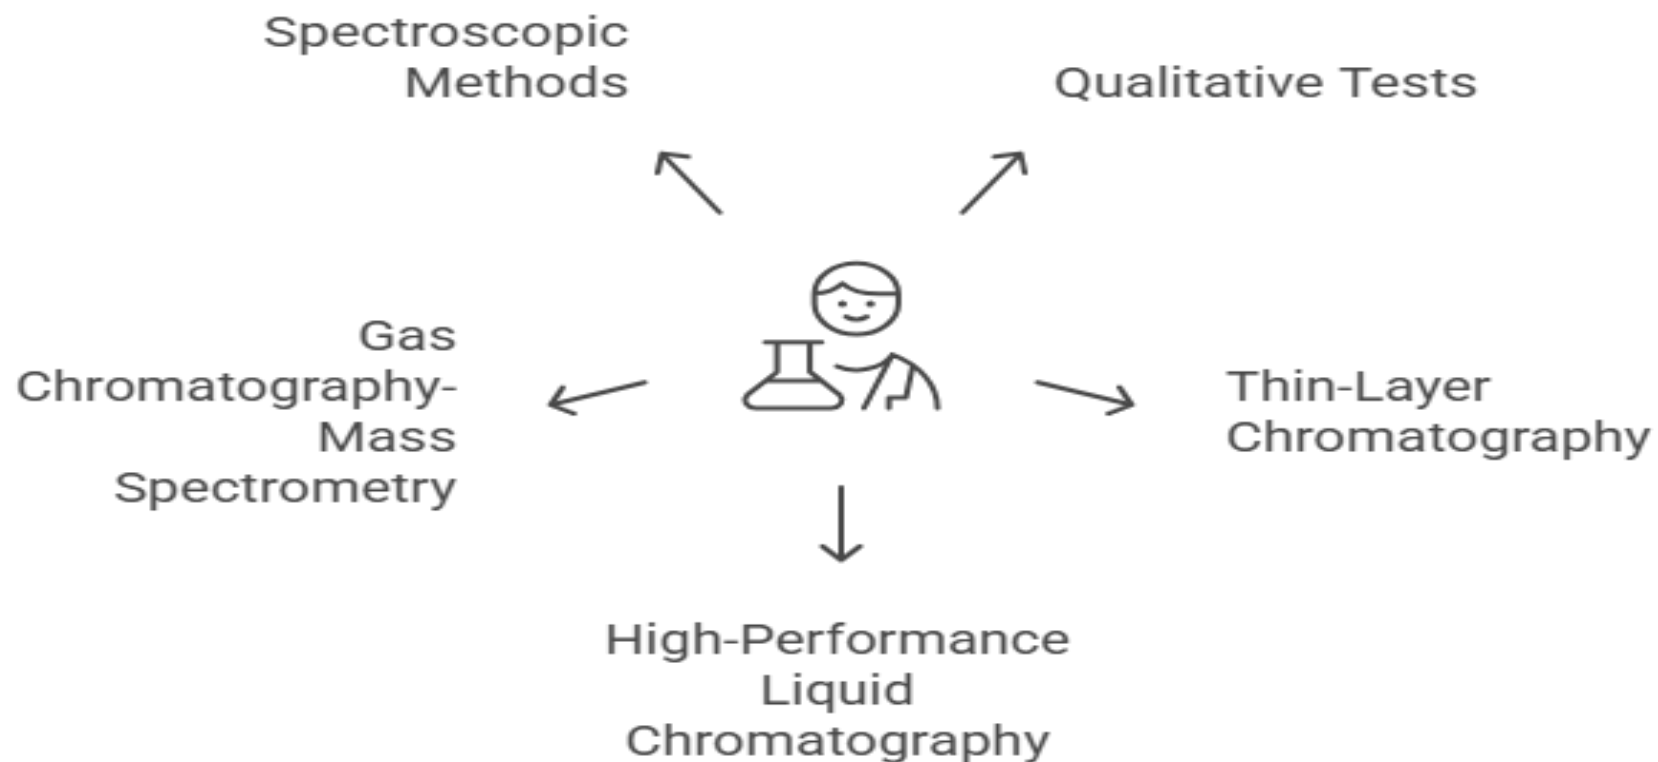 Spectroscopic
Methods
Qualitative Tests
Gas
Chromatography-
Mass
Spectrometry
Thin-Layer
Chromatography
High-Performance
Liquid
Chromatography